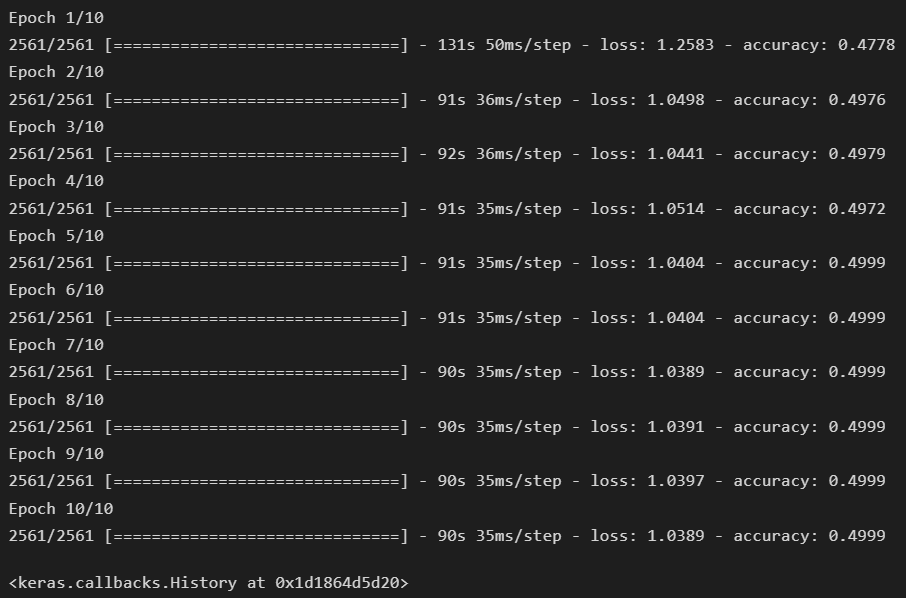 Epoch 1/10
2561/2561 [==============================] - 131s 50ms/step - loss: 1.2583 - accuracy: 0.4778
Epoch 2/10
2561/2561 [==============================] - 91s 36ms/step - loss: 1.0498 - accuracy: 0.4976
Epoch 3/10
2561/2561 [==============================] - 92s 36ms/step - loss: 1.0441 - accuracy: 0.4979
Epoch 4/10
2561/2561 [==============================] - 91s 35ms/step - loss: 1.0514 - accuracy: 0.4972
Epoch 5/10
2561/2561 [==============================] - 91s 35ms/step - loss: 1.0404 - accuracy: 0.4999
Epoch 6/10
2561/2561 [==============================] - 91s 35ms/step - loss: 1.0404 - accuracy: 0.4999
Epoch 7/10
2561/2561 [==============================] - 90s 35ms/step - loss: 1.0389 - accuracy: 0.4999
Epoch 8/10
2561/2561 [==============================] - 90s 35ms/step - loss: 1.0391 - accuracy: 0.4999
Epoch 9/10
2561/2561 [==============================] - 90s 35ms/step - loss: 1.0397 - accuracy: 0.4999
Epoch 10/10
2561/2561 [==============================] - 90s 35ms/step - loss: 1.0389 - accuracy: 0.4999
<keras.callbacks.History at 0x1d1864d5d20>